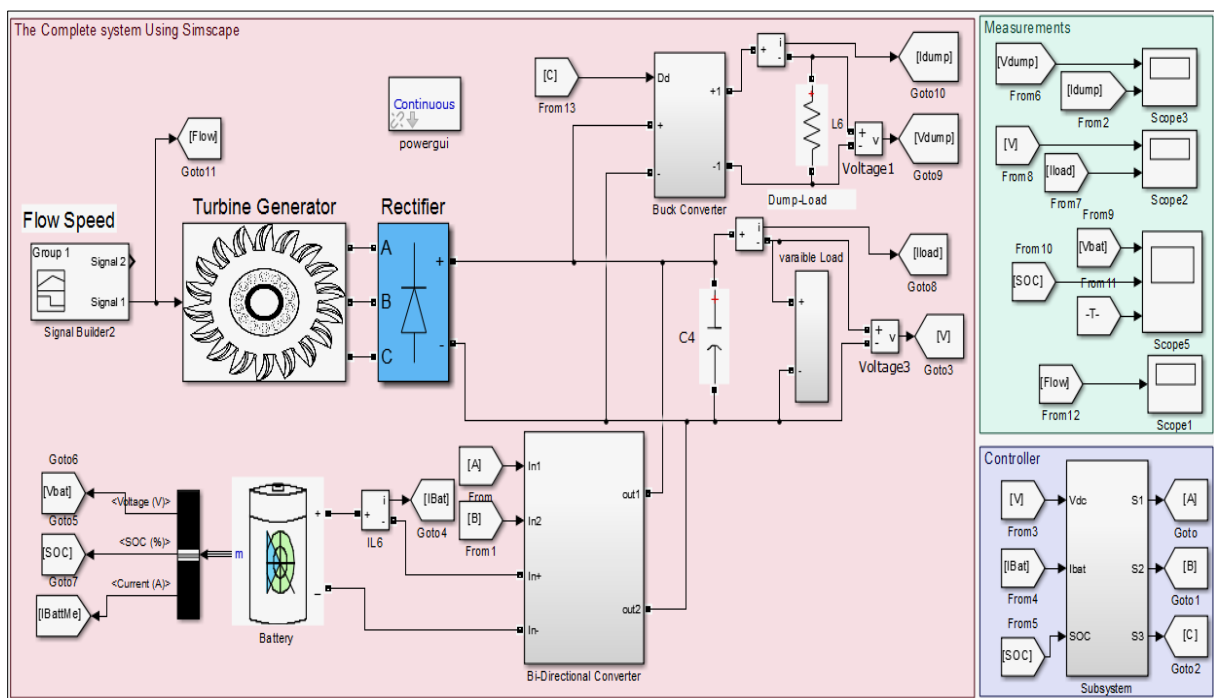 The Complete system Using Simscape
[Flow]
Goto11
Continuous
powergui
[C]
From13
Dd
+
-
+1
-1
Buck Converter
+
i
-
[Idump]
Goto10
+
L6
Dump-Load
+
-
v
Voltage1
[Vdump]
Goto9
Flow Speed
Group 1
Signal 2
Signal 1
Signal Builder2
Turbine Generator
A
B
C
Rectifier
+
-
+
C4
+
i
-
[Iload]
Goto8
varaible Load
+
-
+
-
v
Voltage3
[V]
Goto3
Goto6
[Vbat]
Goto5
[SOC]
Goto7
[IBattMe]
<Voltage (V)>
<SOC (%)>
<Current (A)>
m
+
–
Battery
+
i
-
IL6
[IBat]
Goto4
[A]
From
[B]
From1
In1
In2
In+
In-
out1
out2
Bi-Directional Converter
Measurements
[Vdump]
From6
[Idump]
From2
Scope3
[V]
From8
[Iload]
From7
From9
Scope2
From10
[Vbat]
[SOC]
From11
-T-
Scope5
[Flow]
From12
Scope1
Controller
[V]
From3
[IBat]
From4
From5
[SOC]
Vdc
Ibat
SOC
S1
S2
S3
Subsystem
[A]
Goto
[B]
Goto1
[C]
Goto2